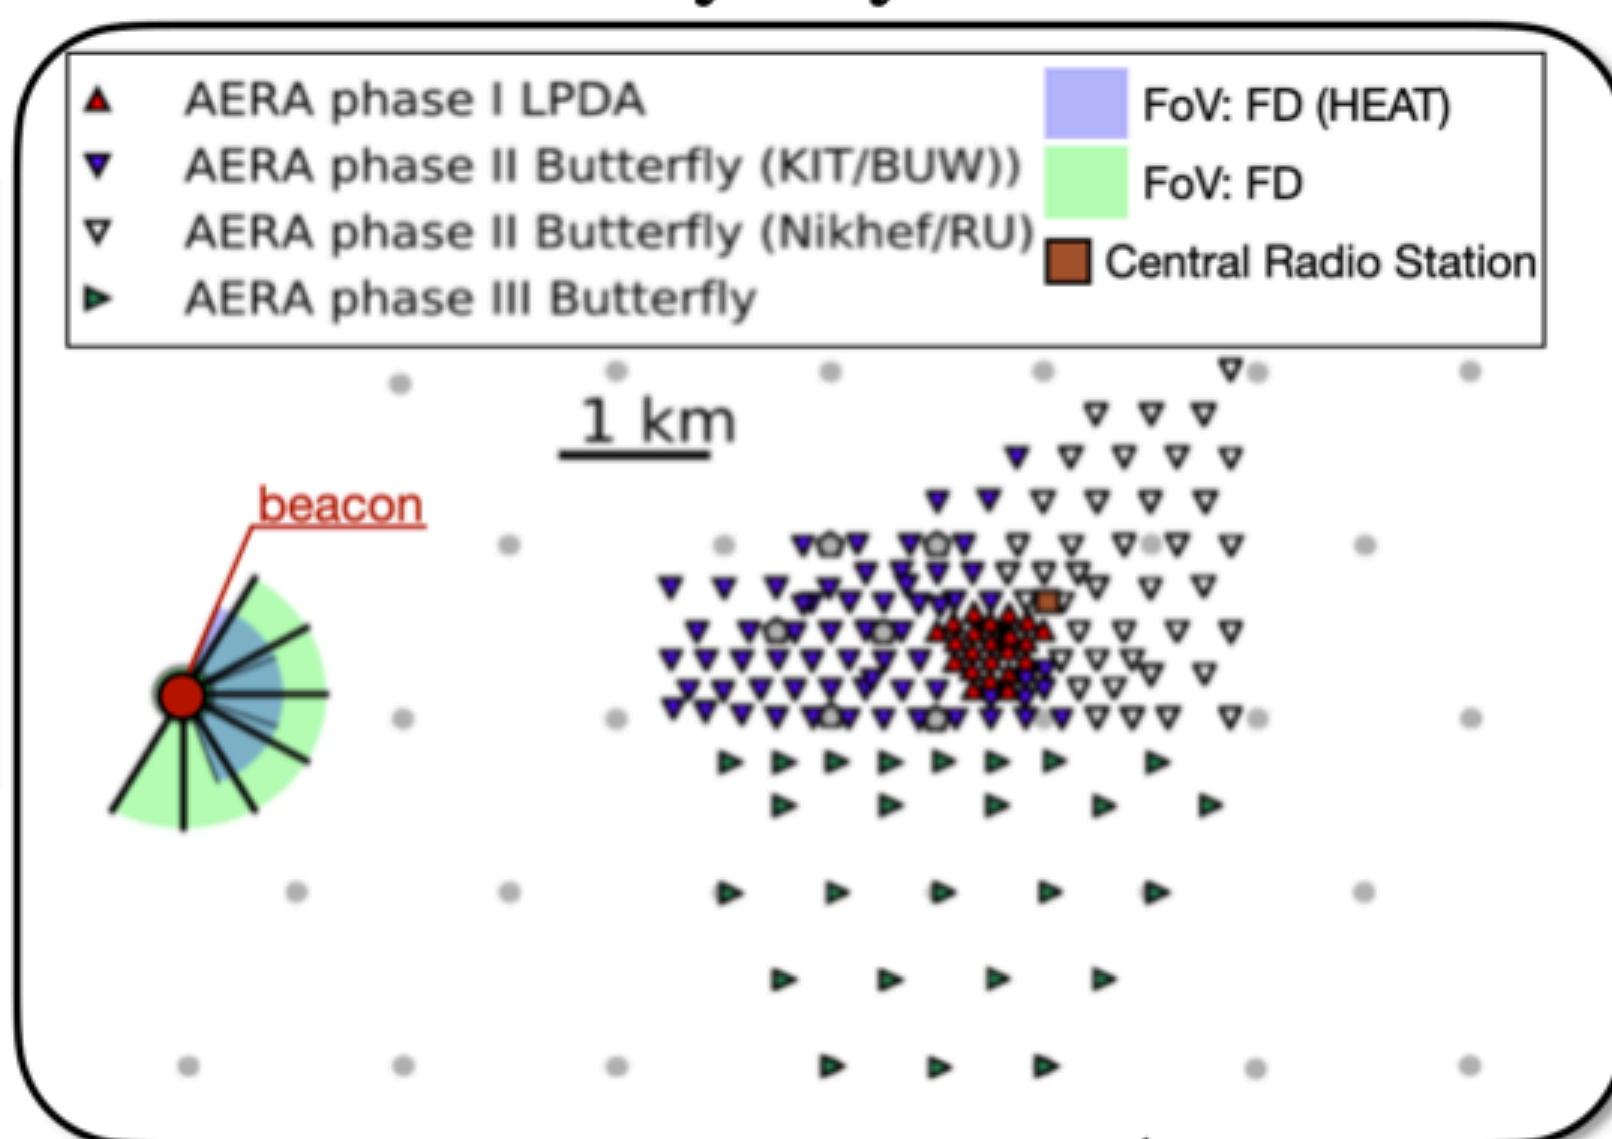 AERA phase I LPDA
AERA phase II Butterfly (KIT/BUW))
AERA phase II Butterfly (Nikhef/RU)
AERA phase III Butterfly
FoV: FD (HEAT)
FoV: FD
Central Radio Station
1 km
beacon